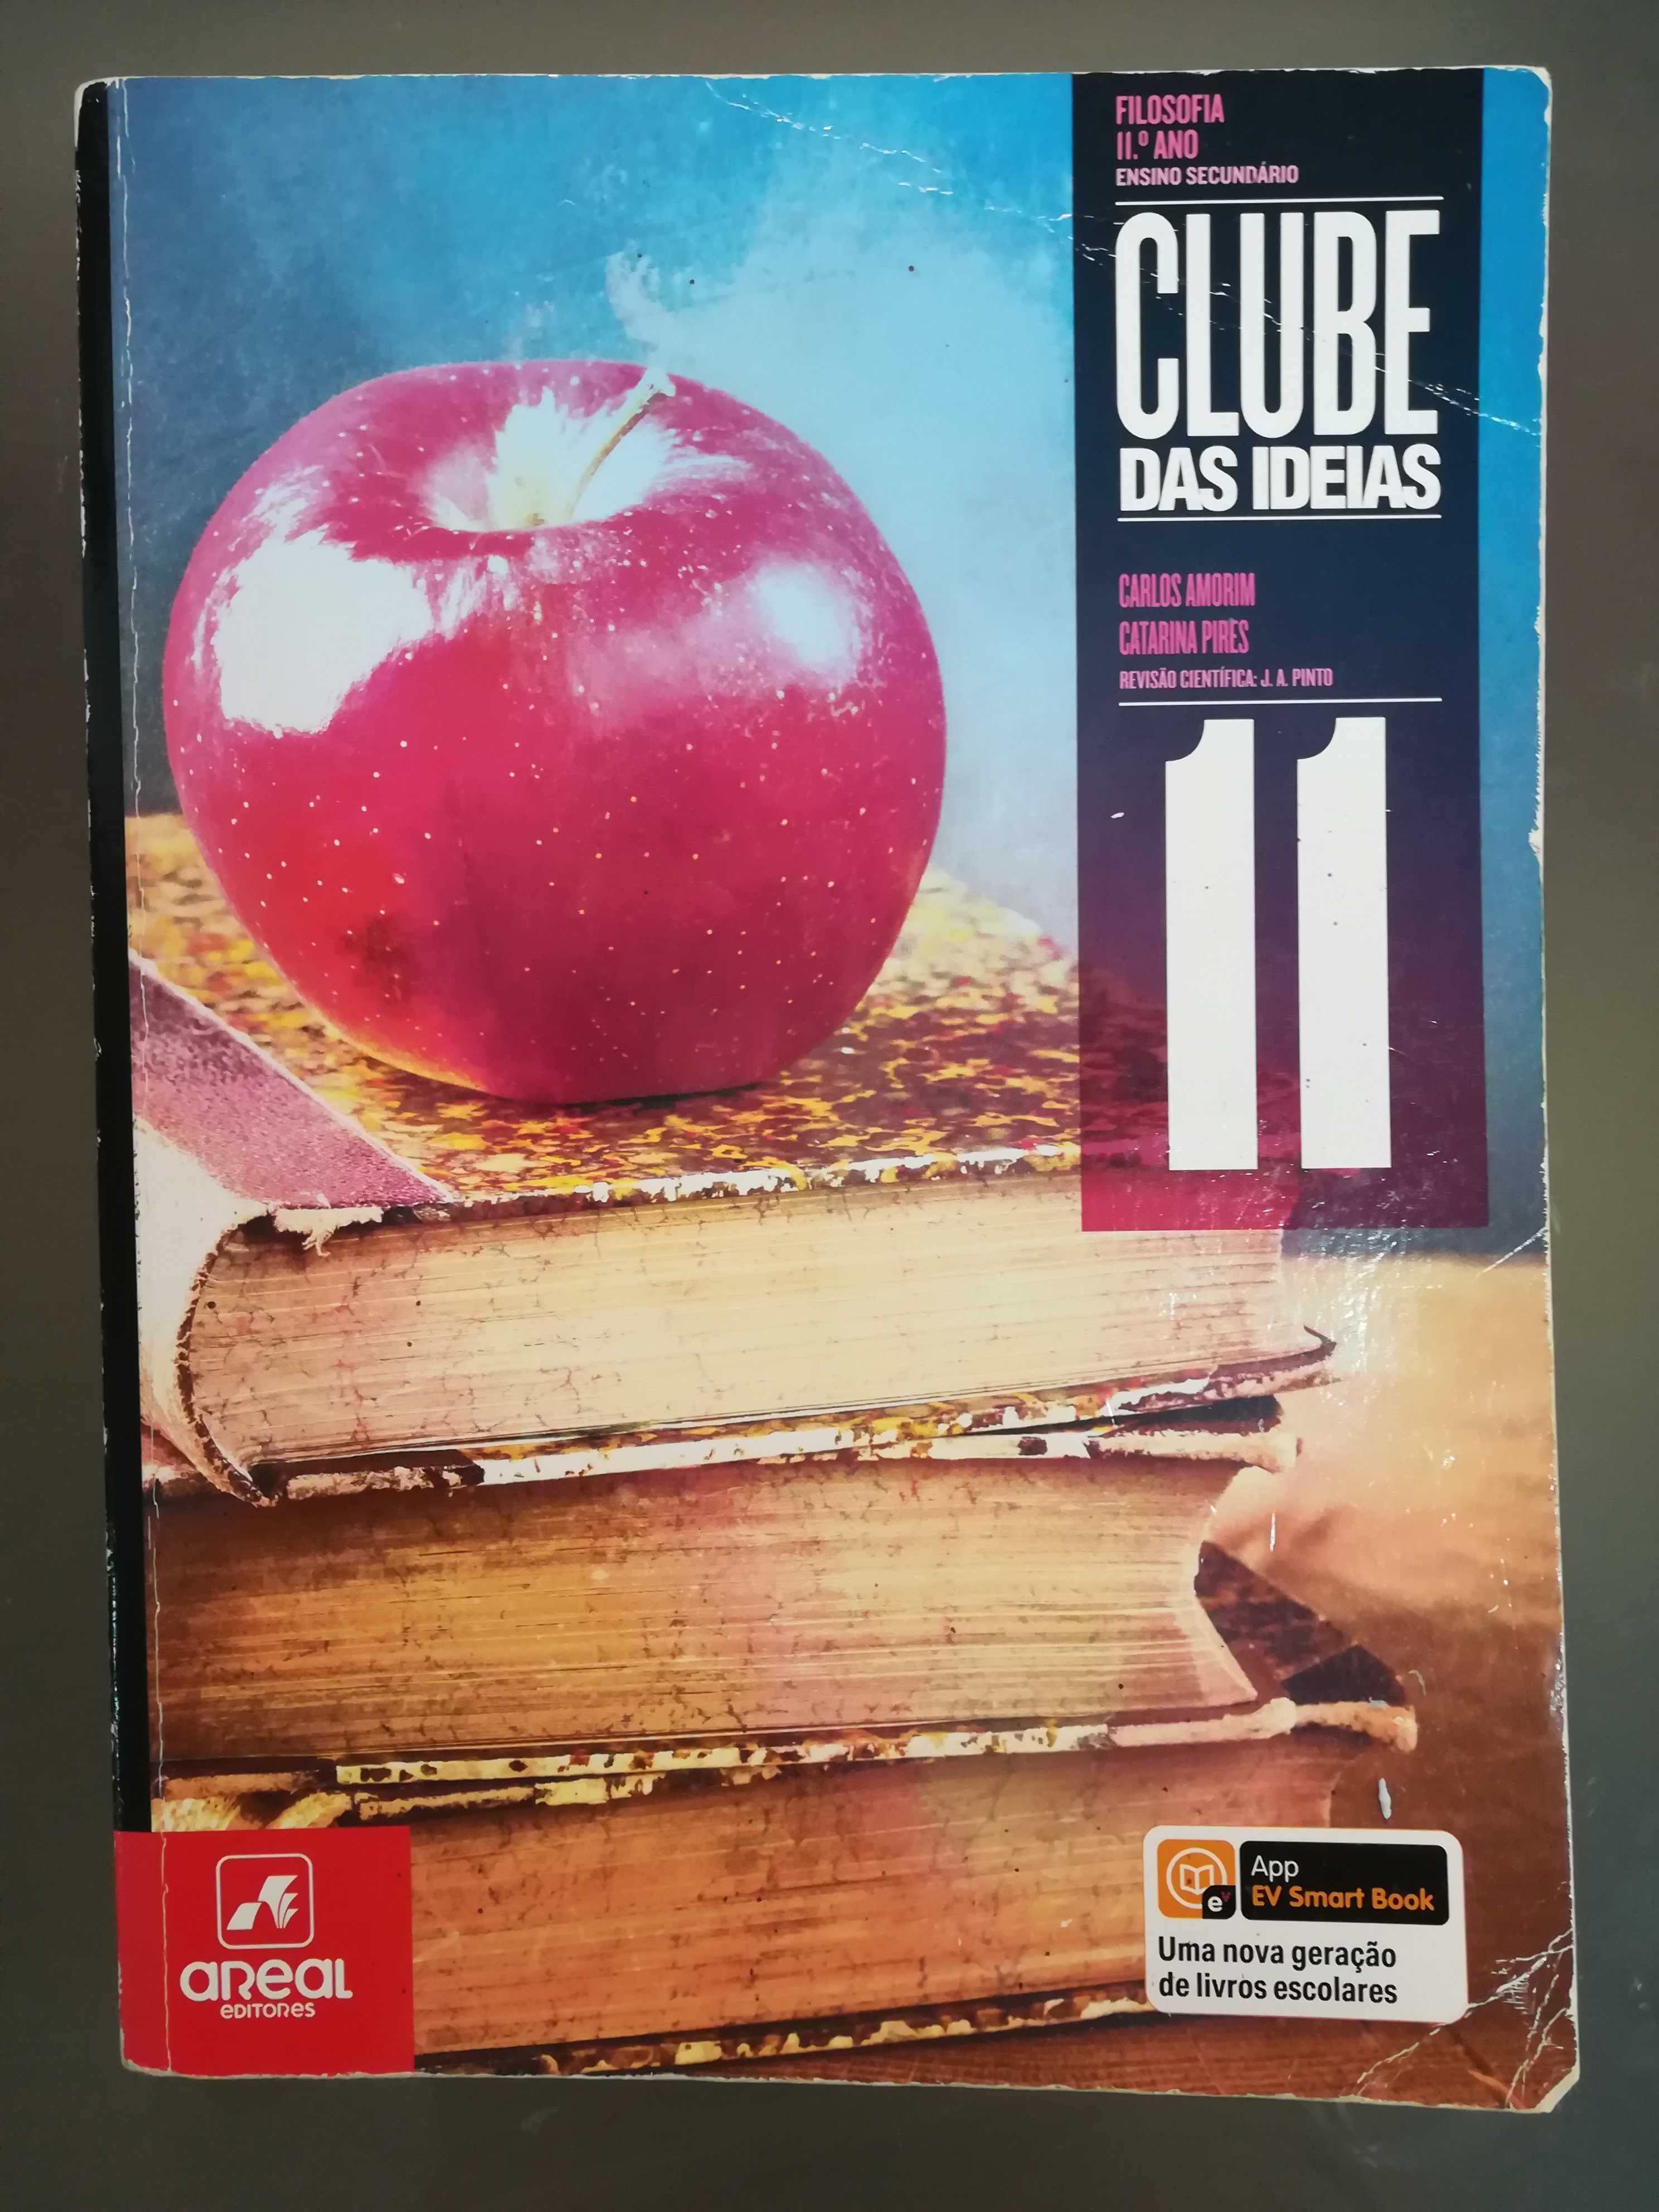 FILOSOFIA
11.º ANO
ENSINO SECUNDÁRIO
CLUBE
DAS IDEIAS
CARLOS AMORIM
CATARINA PIRES
REVISÃO CIENTÍFICA: J. A. PINTO
11
App
EV Smart Book
ev
Uma nova geração
de livros escolares
areal
EDITORES